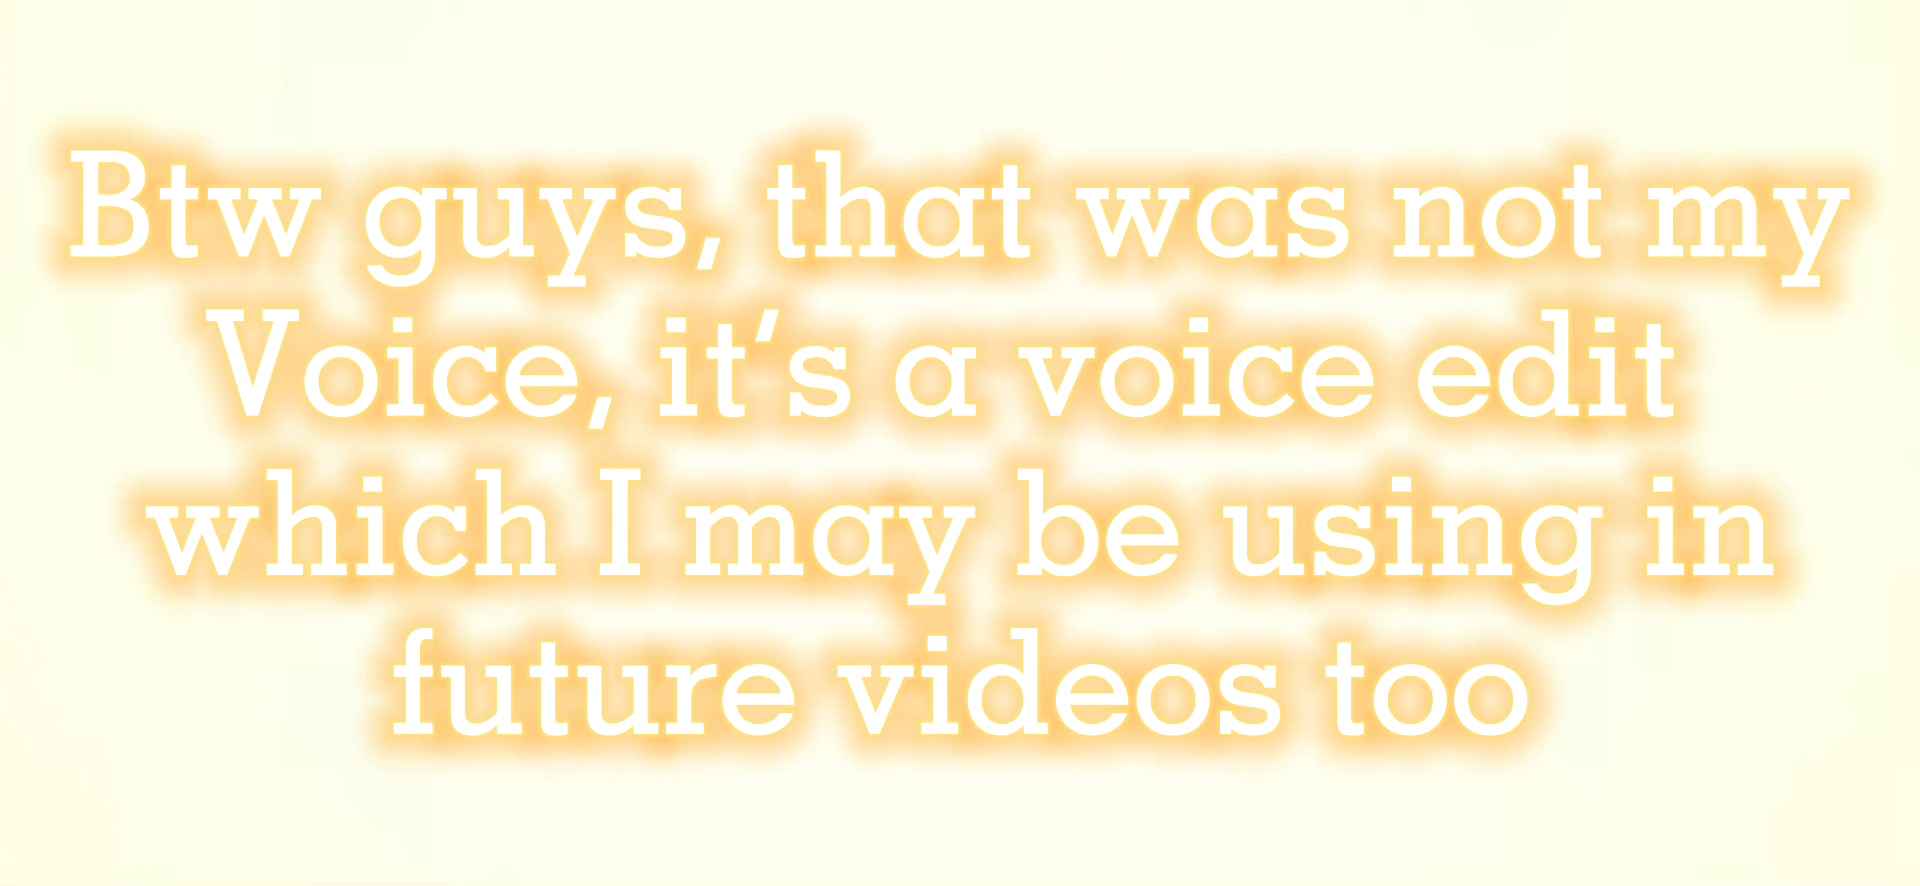 Btw guys, that was not my
Voice, it’s a voice edit
which I may be using in
future videos too